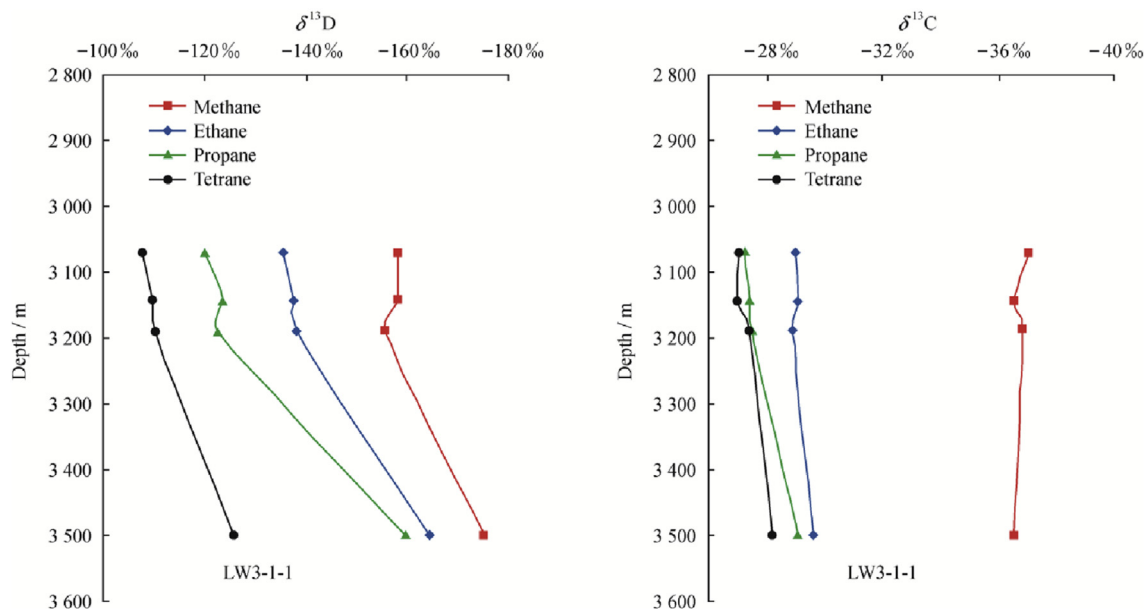 δ¹³D
−100‰ −120‰ −140‰ −160‰ −180‰
2 800
2 900
3 000
3 100
3 200
3 300
3 400
3 500
3 600
Depth / m
Methane
Ethane
Propane
Tetrane
LW3-1-1
δ¹³C
−28‰ −32‰ −36‰ −40‰
2 800
2 900
3 000
3 100
3 200
3 300
3 400
3 500
3 600
Depth / m
Methane
Ethane
Propane
Tetrane
LW3-1-1